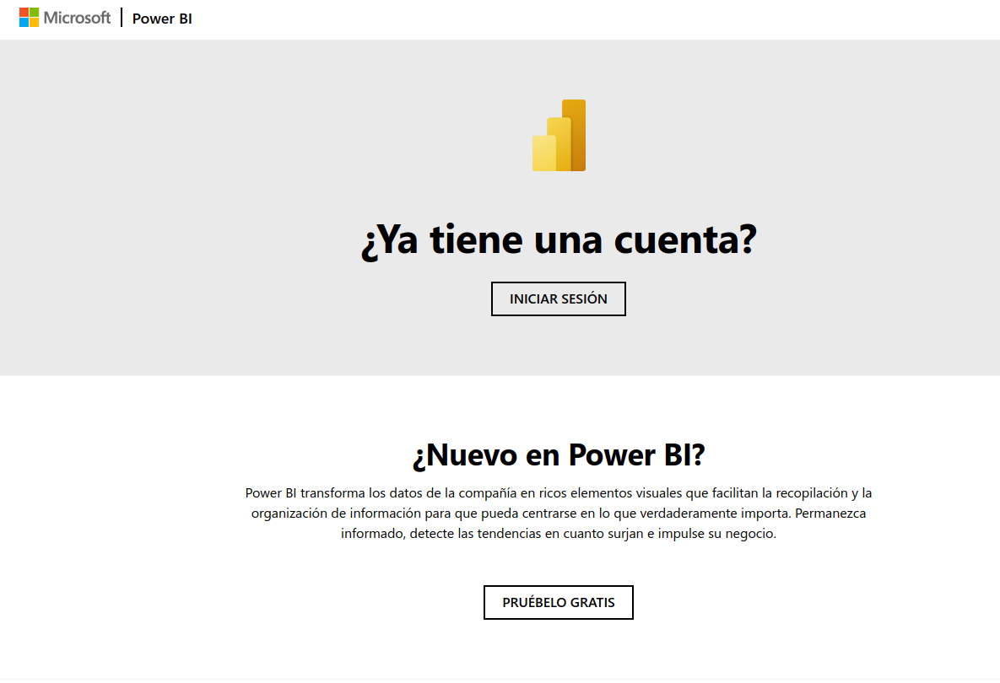 Microsoft | Power BI
¿Ya tiene una cuenta?
INICIAR SESIÓN
¿Nuevo en Power BI?
Power BI transforma los datos de la compañía en ricos elementos visuales que facilitan la recopilación y la
organización de información para que pueda centrarse en lo que verdaderamente importa. Permanezca
informado, detecte las tendencias en cuanto surjan e impulse su negocio.
PRUÉBELO GRATIS